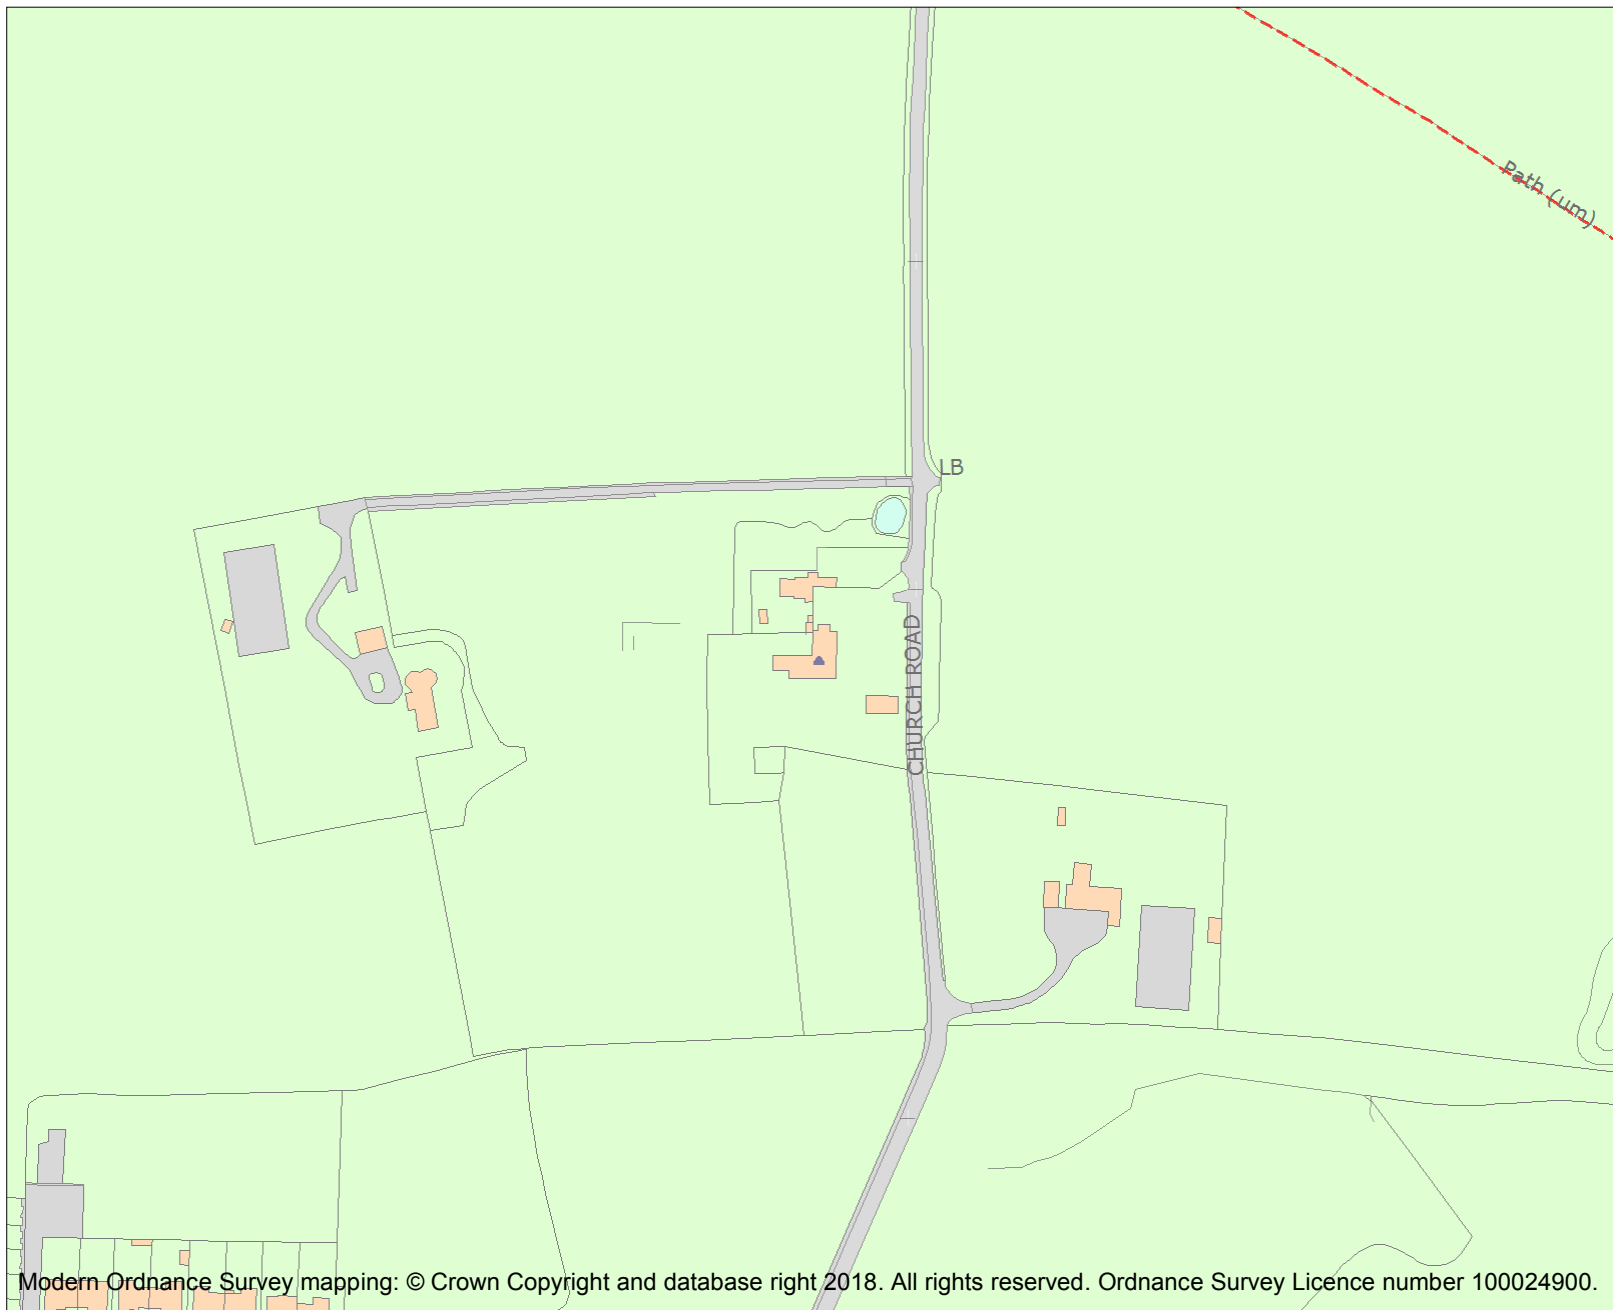 Path (um)
LB
CHURCH ROAD
Modern Ordnance Survey mapping: © Crown Copyright and database right 2018. All rights reserved. Ordnance Survey Licence number 100024900.